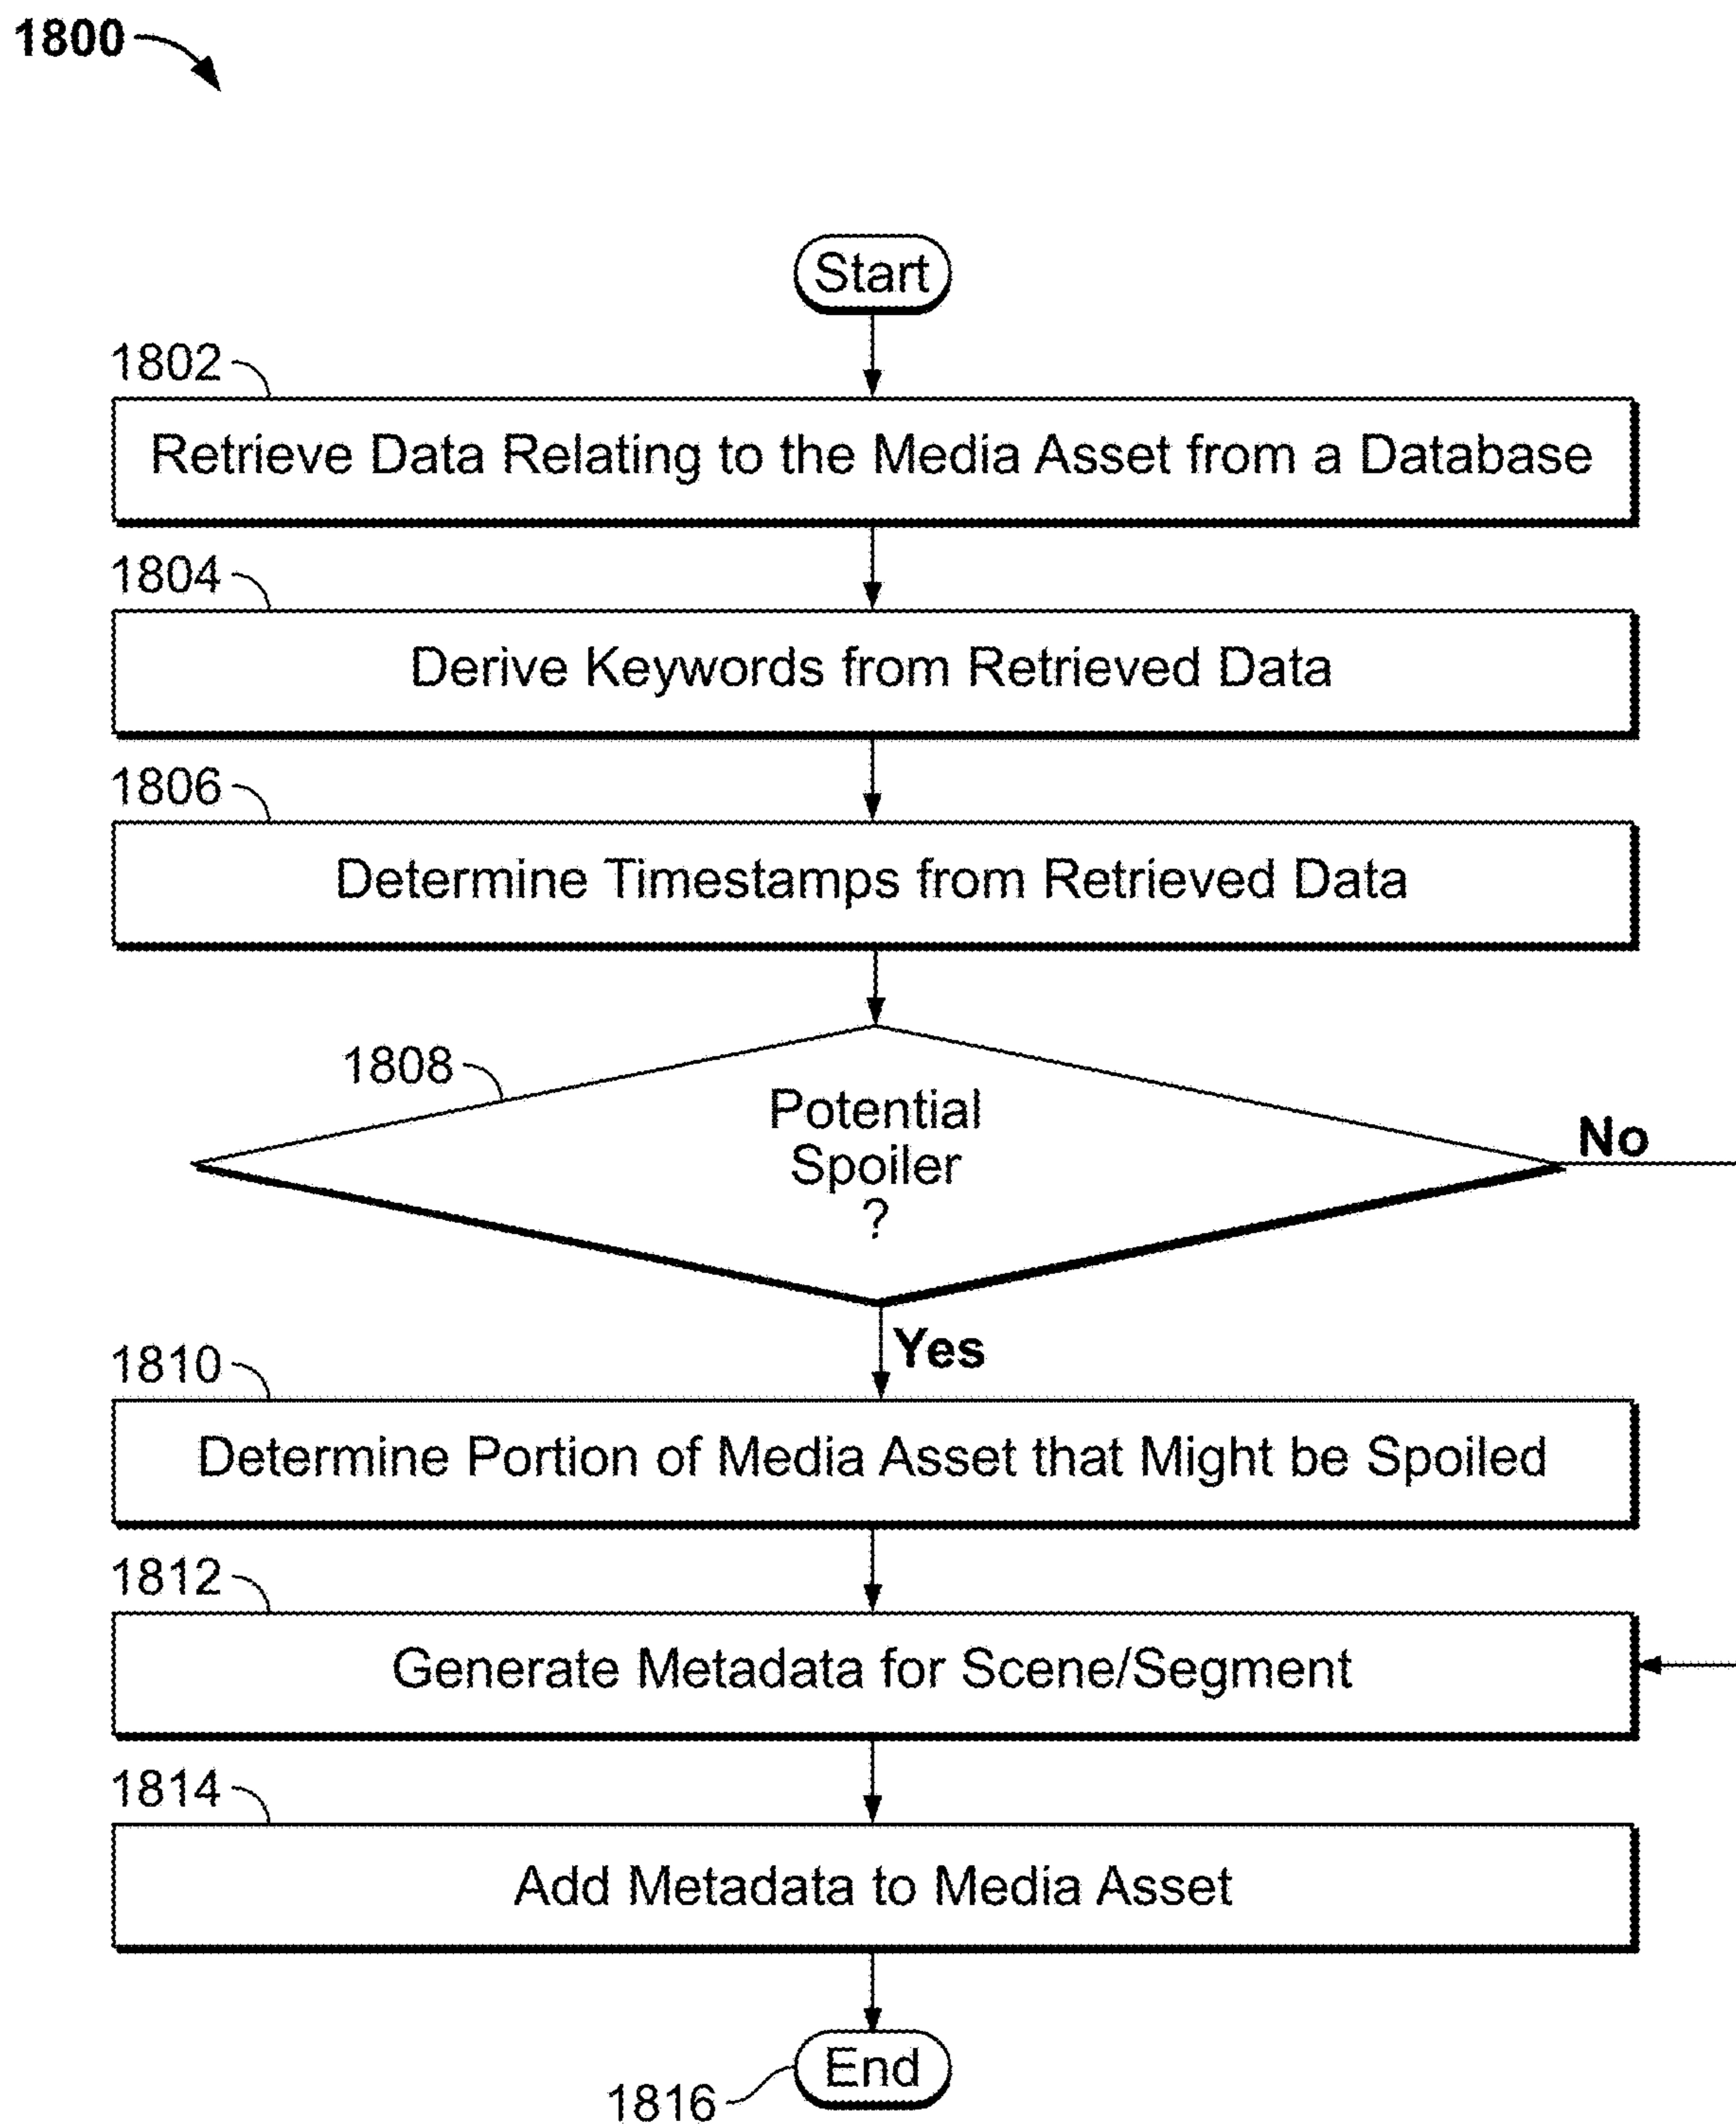 1800
Start
1802
Retrieve Data Relating to the Media Asset from a Database
1804
Derive Keywords from Retrieved Data
1806
Determine Timestamps from Retrieved Data
1808
Potential
Spoiler
?
No
Yes
1810
Determine Portion of Media Asset that Might be Spoiled
1812
Generate Metadata for Scene/Segment
1814
Add Metadata to Media Asset
End
1816